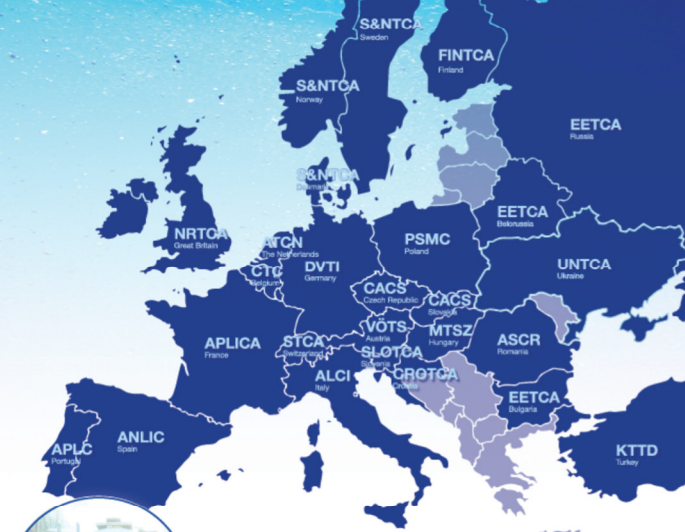 S&NTCA
Sweden
FINTCA
Finland
S&NTCA
Norway
EETCA
Russia
S&NTCA
Denmark
EETCA
Belorussia
NRTCA
Great Britain
ATCN
The Netherlands
PSMC
Poland
CTC
Belgium
DVTI
Germany
UNTCA
Ukraine
CACS
Czech Republic
CACS
Slovakia
VÖTS
Austria
MTSZ
Hungary
APLICA
France
STCA
Switzerland
SLOTCA
Slovenia
ASCR
Romania
ALCI
Italy
CROTCA
Croatia
EETCA
Bulgaria
APLC
Portugal
ANLIC
Spain
KTTD
Turkey